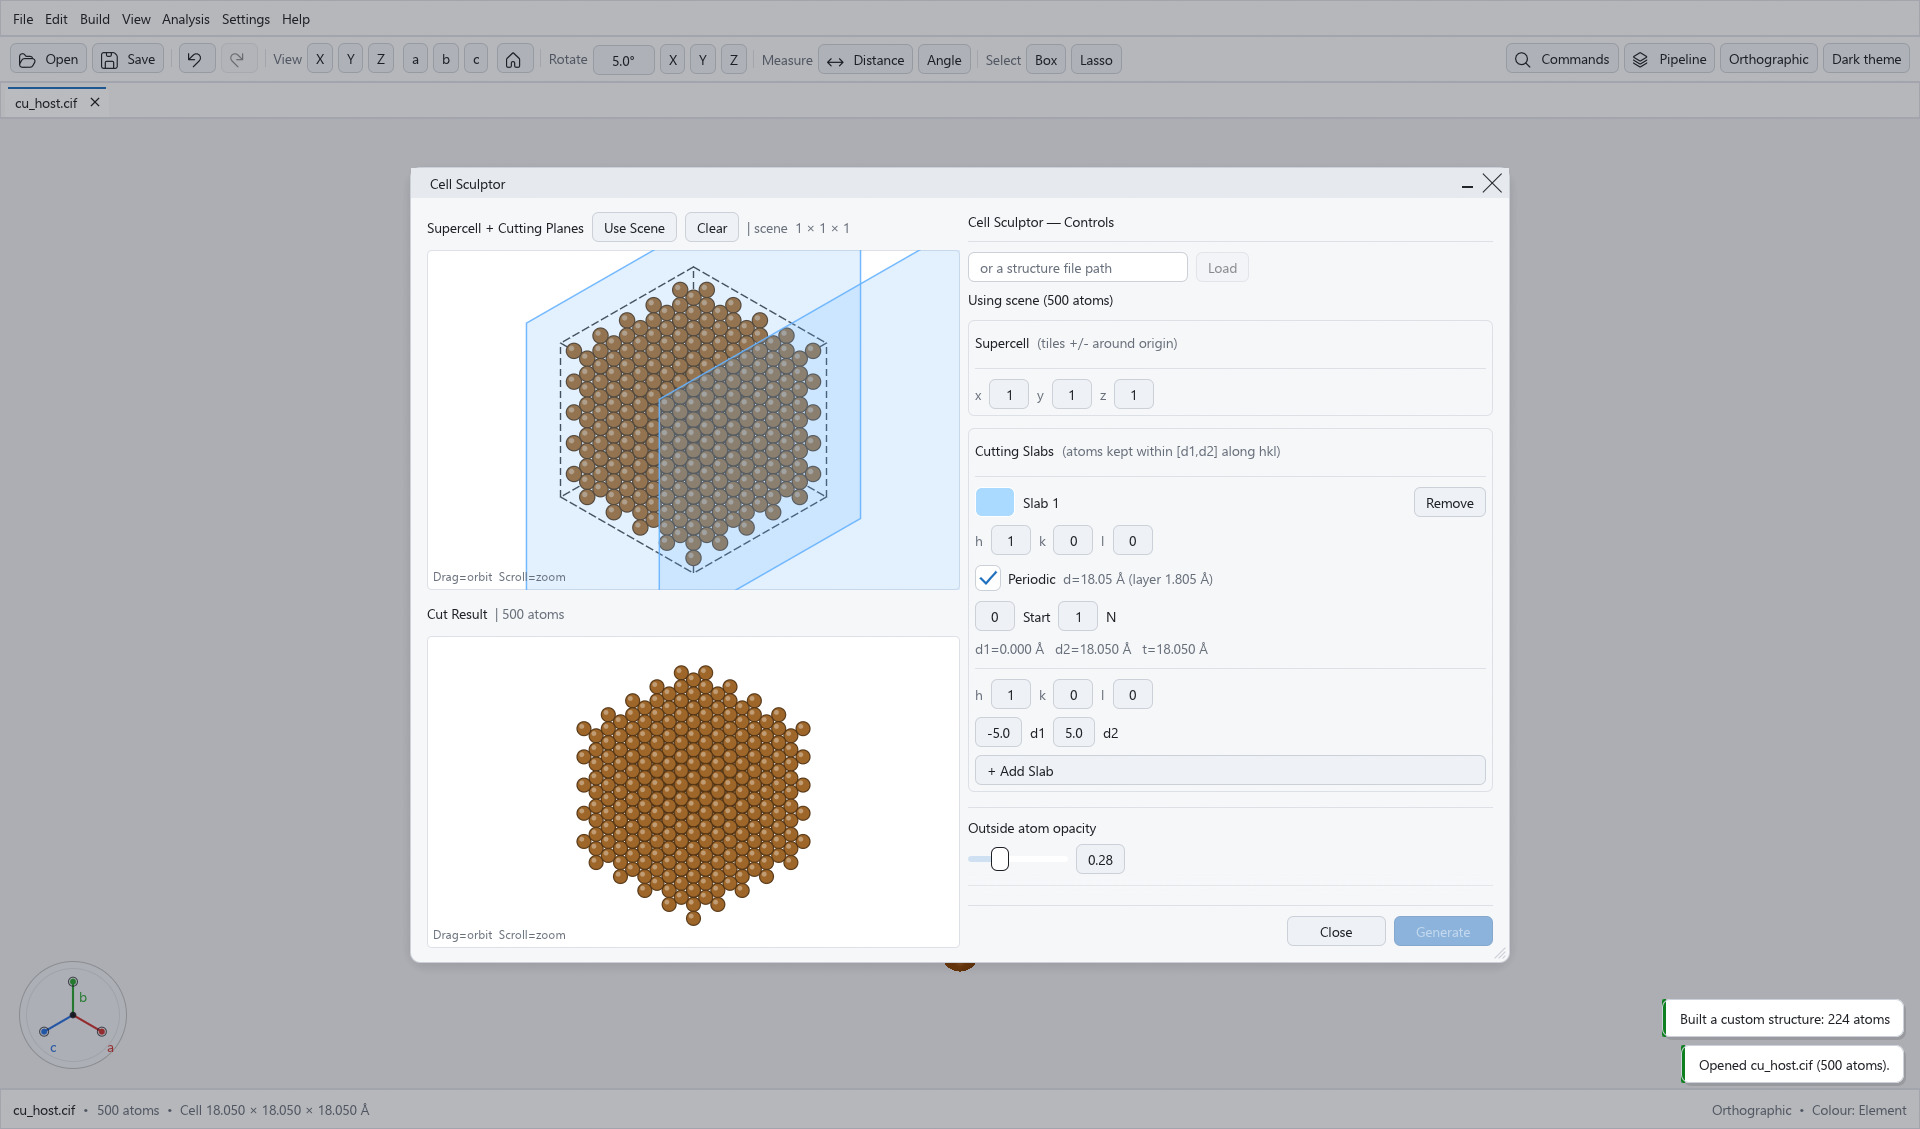 File Edit Build View Analysis Settings Help
Open Save View X Y Z a b c Rotate 5.0° X Y Z Measure Distance Angle Select Box Lasso Commands Pipeline Orthographic Dark theme
cu_host.cif
Cell Sculptor
Supercell + Cutting Planes Use Scene Clear | scene 1 × 1 × 1
Drag=orbit Scroll=zoom
Cut Result | 500 atoms
Drag=orbit Scroll=zoom
Cell Sculptor — Controls
or a structure file path Load
Using scene (500 atoms)
Supercell (tiles +/- around origin)
x 1 y 1 z 1
Cutting Slabs (atoms kept within [d1,d2] along hkl)
Slab 1 Remove
h 1 k 0 l 0
Periodic d=18.05 Å (layer 1.805 Å)
0 Start 1 N
d1=0.000 Å d2=18.050 Å t=18.050 Å
h 1 k 0 l 0
-5.0 d1 5.0 d2
+ Add Slab
Outside atom opacity
0.28
Close Generate
b
c a
Built a custom structure: 224 atoms
Opened cu_host.cif (500 atoms).
cu_host.cif • 500 atoms • Cell 18.050 × 18.050 × 18.050 Å Orthographic • Colour: Element